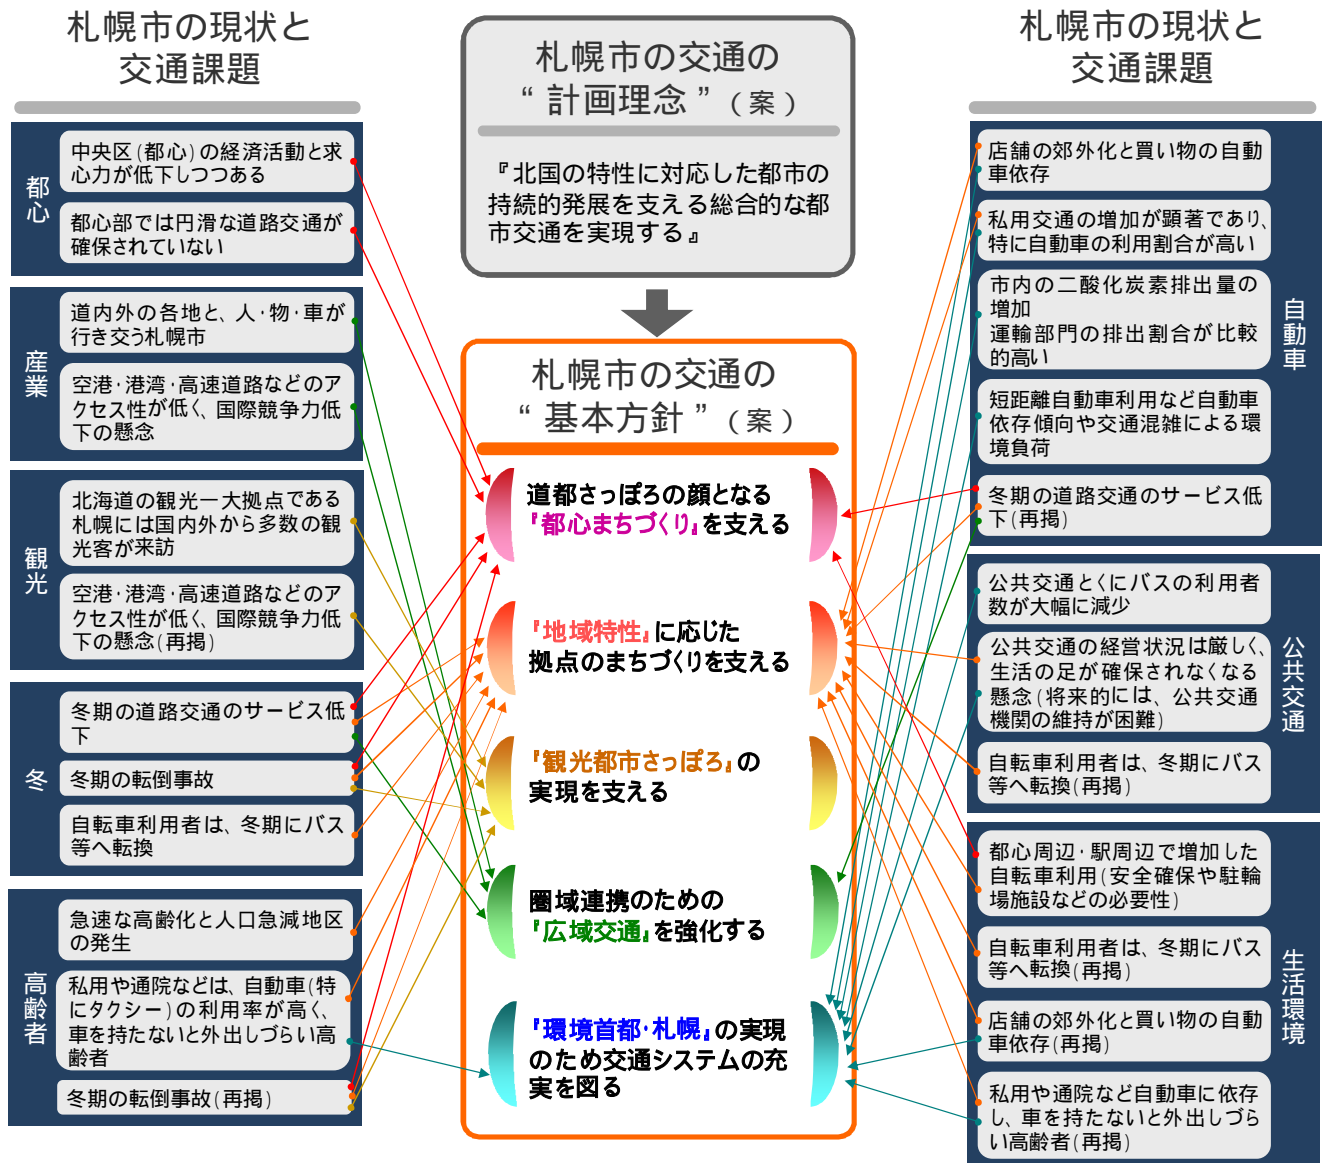 札幌市の現状と
交通課題
都心
中央区(都心)の経済活動と求
心力が低下しつつある
都心部では円滑な道路交通が
確保されていない
産業
道内外の各地と、人・物・車が
行き交う札幌市
空港・港湾・高速道路などのア
クセス性が低く、国際競争力低
下の懸念
観光
北海道の観光一大拠点である
札幌には国内外から多数の観
光客が来訪
空港・港湾・高速道路などのア
クセス性が低く、国際競争力低
下の懸念(再掲)
冬
冬期の道路交通のサービス低
下
冬期の転倒事故
自転車利用者は、冬期にバス
等へ転換
高齢者
急速な高齢化と人口急減地区
の発生
私用や通院などは、自動車(特
にタクシー)の利用率が高く、
車を持たないと外出しづらい高
齢者
冬期の転倒事故(再掲)
札幌市の交通の
“計画理念”(案)
『北国の特性に対応した都市の
持続的発展を支える総合的な都
市交通を実現する』
札幌市の交通の
“基本方針”(案)
道都さっぽろの顔となる
『都心まちづくり』を支える
『地域特性』に応じた
拠点のまちづくりを支える
『観光都市さっぽろ』の
実現を支える
圏域連携のための
『広域交通』を強化する
『環境首都・札幌』の実現
のため交通システムの充
実を図る
札幌市の現状と
交通課題
自動車
店舗の郊外化と買い物の自動
車依存
私用交通の増加が顕著であり、
特に自動車の利用割合が高い
市内の二酸化炭素排出量の
増加
運輸部門の排出割合が比較
的高い
短距離自動車利用など自動車
依存傾向や交通混雑による環
境負荷
冬期の道路交通のサービス低
下(再掲)
公共交通
公共交通とくにバスの利用者
数が大幅に減少
公共交通の経営状況は厳しく、
生活の足が確保されなくなる
懸念(将来的には、公共交通
機関の維持が困難)
自転車利用者は、冬期にバス
等へ転換(再掲)
生活環境
都心周辺・駅周辺で増加した
自転車利用(安全確保や駐輪
場施設などの必要性)
自転車利用者は、冬期にバス
等へ転換(再掲)
店舗の郊外化と買い物の自動
車依存(再掲)
私用や通院など自動車に依存
し、車を持たないと外出しづら
い高齢者(再掲)